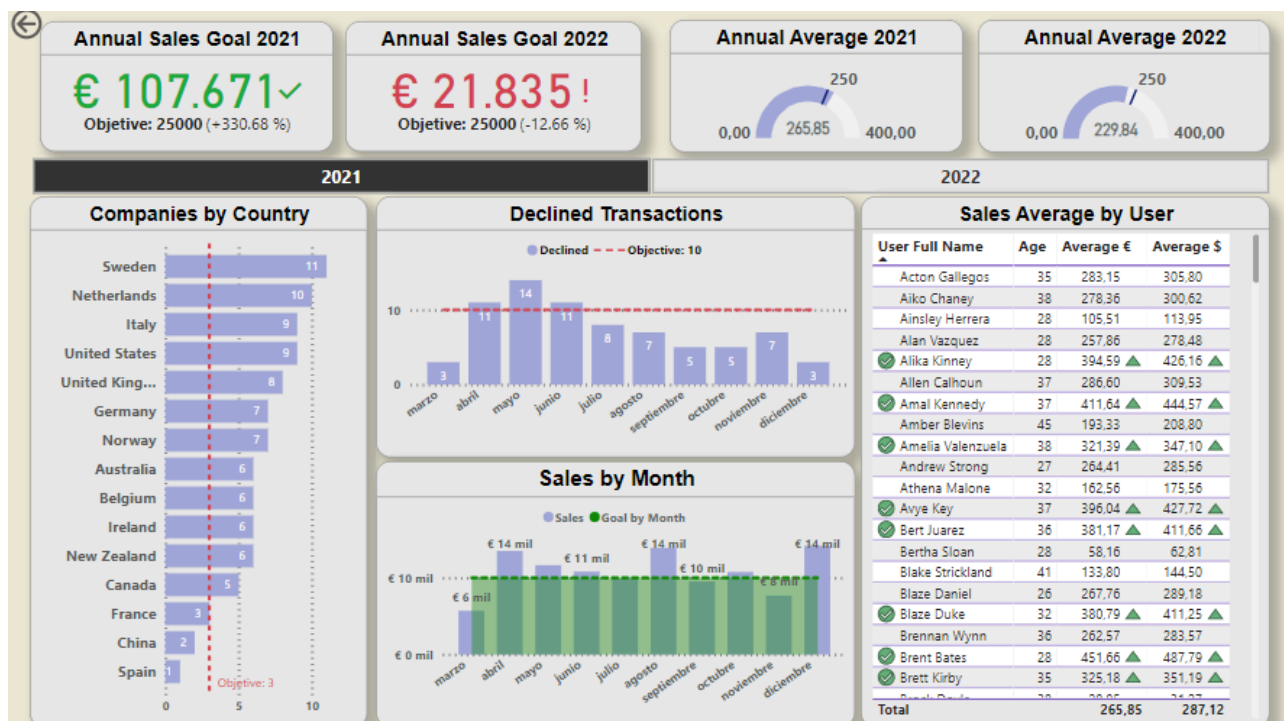 Annual Sales Goal 2021
€ 107.671
Objetive: 25000 (+330.68 %)
Annual Sales Goal 2022
€ 21.835 !
Objetive: 25000 (-12.66 %)
Annual Average 2021
250
0,00 265,85 400,00
Annual Average 2022
250
0,00 229,84 400,00
2021 2022
Companies by Country
Sweden 11
Netherlands 10
Italy 9
United States 9
United King... 8
Germany 7
Norway 7
Australia 6
Belgium 6
Ireland 6
New Zealand 6
Canada 5
France 3
China 2
Spain 1
Objetive: 3
0 5 10
Declined Transactions
Declined Objective: 10
10
0
3 11 14 11 8 7 5 5 7 3
marzo abril mayo junio julio agosto septiembre octubre noviembre diciembre
Sales by Month
Sales Goal by Month
€ 10 mil
€ 0 mil
€ 6 mil € 14 mil € 11 mil € 14 mil € 10 mil € 8 mil € 14 mil
marzo abril mayo junio julio agosto septiembre octubre noviembre diciembre
Sales Average by User
User Full Name Age Average € Average $
Acton Gallegos 35 283,15 305,80
Aiko Chaney 38 278,36 300,62
Ainsley Herrera 28 105,51 113,95
Alan Vazquez 28 257,86 278,48
Alika Kinney 28 394,59 426,16
Allen Calhoun 37 286,60 309,53
Amal Kennedy 37 411,64 444,57
Amber Blevins 45 193,33 208,80
Amelia Valenzuela 38 321,39 347,10
Andrew Strong 27 264,41 285,56
Athena Malone 32 162,56 175,56
Avye Key 37 396,04 427,72
Bert Juarez 36 381,17 411,66
Bertha Sloan 28 58,16 62,81
Blake Strickland 41 133,80 144,50
Blaze Daniel 26 267,76 289,18
Blaze Duke 32 380,79 411,25
Brennan Wynn 36 262,57 283,57
Brent Bates 28 451,66 487,79
Brett Kirby 35 325,18 351,19
Total 265,85 287,12